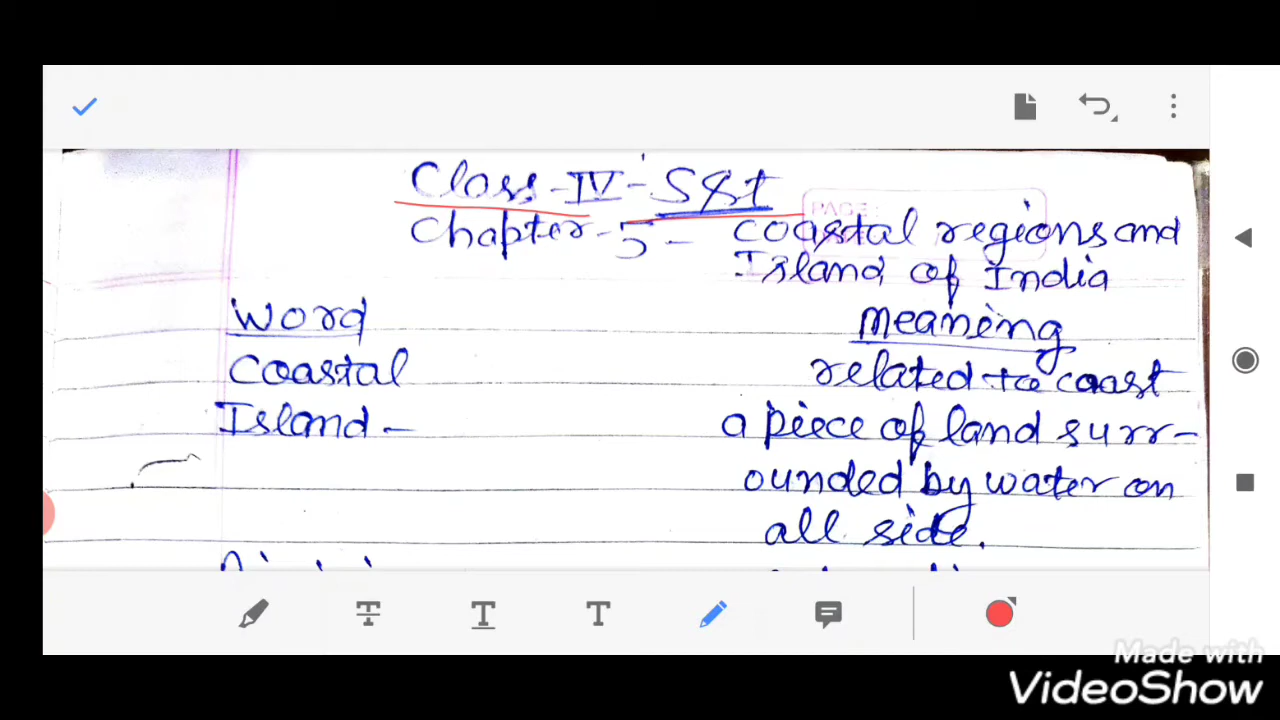 Class-IV-SSt
PAGE:
Chapter-5- Coastal regions and
Island of India
Word Meaning
Coastal related to coast
Island- a piece of land surr-
ounded by water on
all side.
Made with
VideoShow